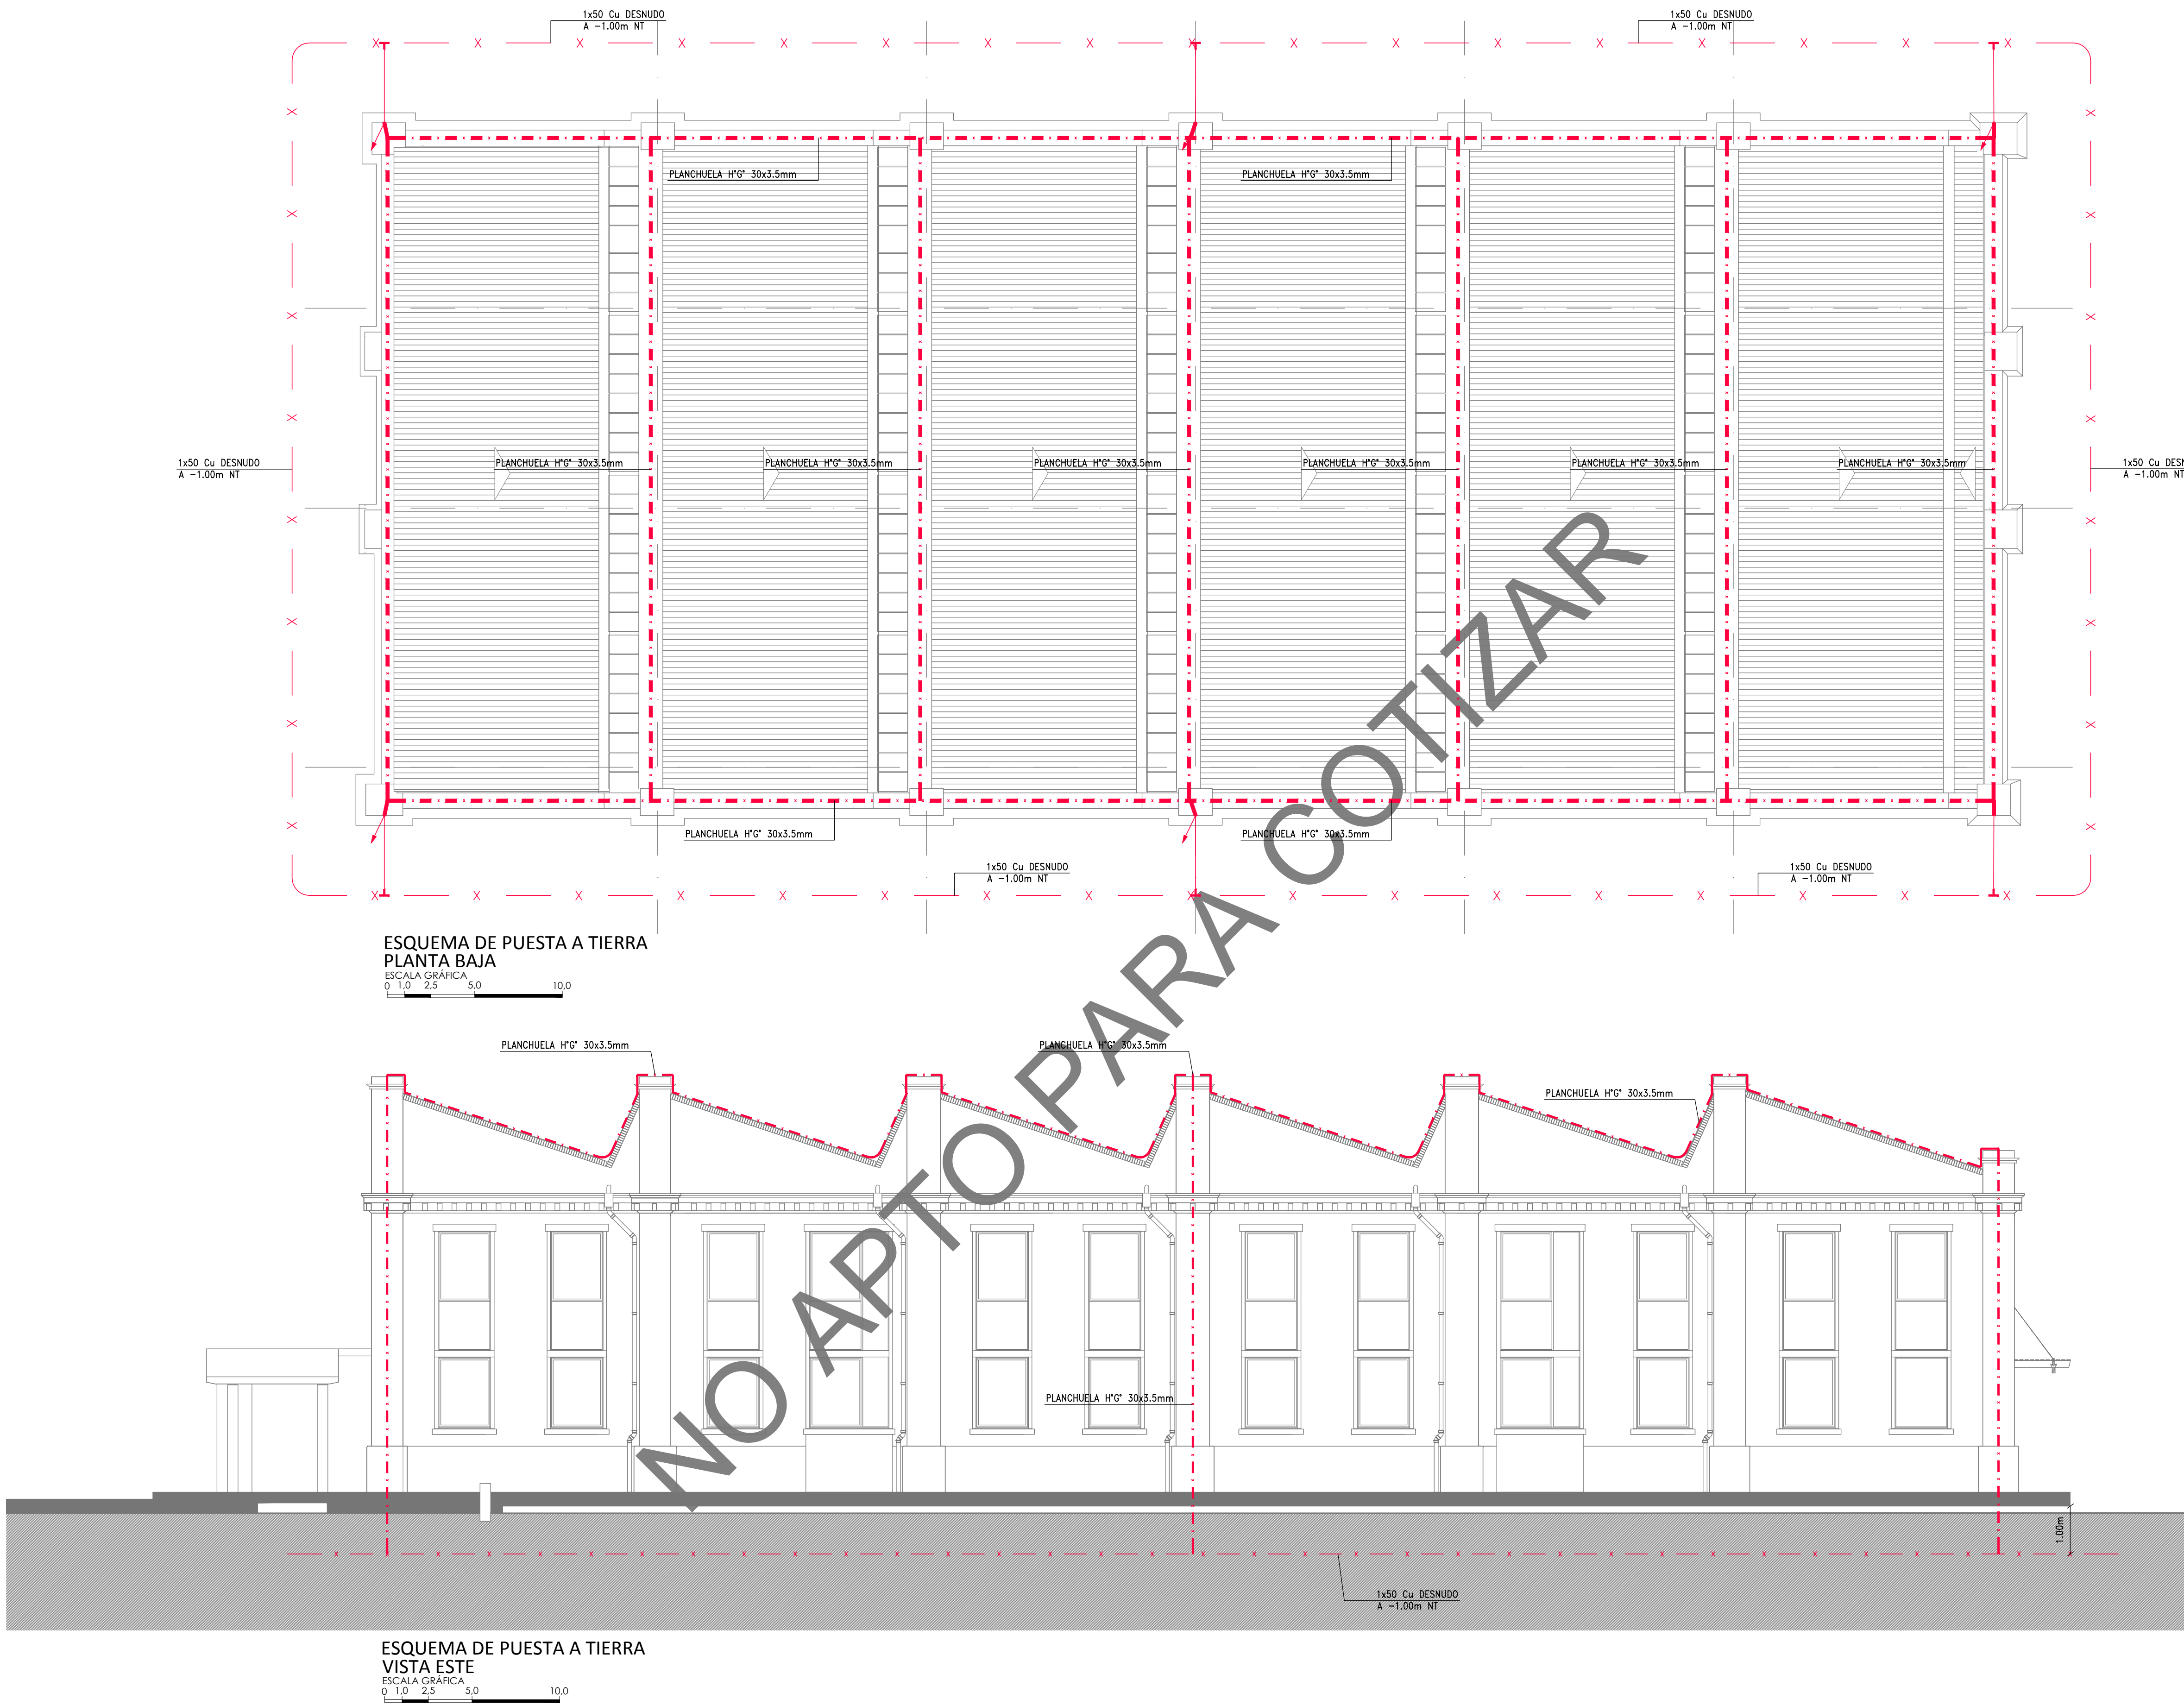 1x50 Cu DESNUDO
A -1.00m NT
1x50 Cu DESNUDO
A -1.00m NT
PLANCHUELA H°G° 30x3.5mm
PLANCHUELA H°G° 30x3.5mm
1x50 Cu DESNUDO
A -1.00m NT
PLANCHUELA H°G° 30x3.5mm
PLANCHUELA H°G° 30x3.5mm
PLANCHUELA H°G° 30x3.5mm
PLANCHUELA H°G° 30x3.5mm
PLANCHUELA H°G° 30x3.5mm
PLANCHUELA H°G° 30x3.5mm
1x50 Cu DES
A -1.00m NT
PLANCHUELA H°G° 30x3.5mm
PLANCHUELA H°G° 30x3.5mm
1x50 Cu DESNUDO
A -1.00m NT
1x50 Cu DESNUDO
A -1.00m NT
NO APTO PARA COTIZAR
ESQUEMA DE PUESTA A TIERRA
PLANTA BAJA
ESCALA GRÁFICA
0 1,0 2,5 5,0 10,0
PLANCHUELA H°G° 30x3.5mm
PLANCHUELA H°G° 30x3.5mm
PLANCHUELA H°G° 30x3.5mm
PLANCHUELA H°G° 30x3.5mm
1.00m
1x50 Cu DESNUDO
A -1.00m NT
ESQUEMA DE PUESTA A TIERRA
VISTA ESTE
ESCALA GRÁFICA
0 1,0 2,5 5,0 10,0